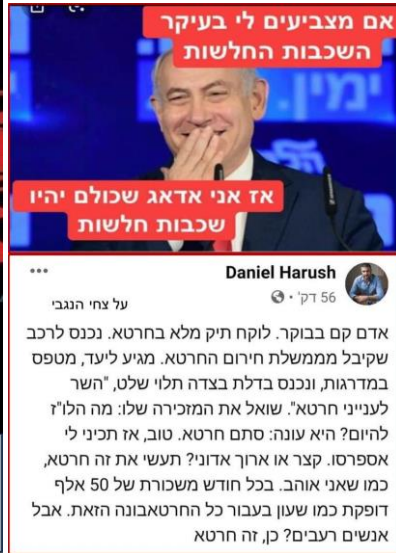 אם מצביעים לי בעיקר
השכבות החלשות
ימין.
אז אני אדאג שכולם יהיו
שכבות חלשות
Daniel Harush
56 דק' ·
על צחי הנגבי
אדם קם בבוקר. לוקח תיק מלא בחרטא. נכנס לרכב
שקיבל מממשלת חירום החרטא. מגיע ליעד, מטפס
במדרגות, ונכנס בדלת בצדה תלוי שלט, "השר
לענייני חרטא". שואל את המזכירה שלו: מה הלו"ז
להיום? היא עונה: סתם חרטא. טוב, אז תכיני לי
אספרסו. קצר או ארוך אדוני? תעשי את זה חרטא,
כמו שאני אוהב. בכל חודש משכורת של 50 אלף
דופקת כמו שעון בעבור כל החרטאבונה הזאת. אבל
אנשים רעבים? כן, זה חרטא